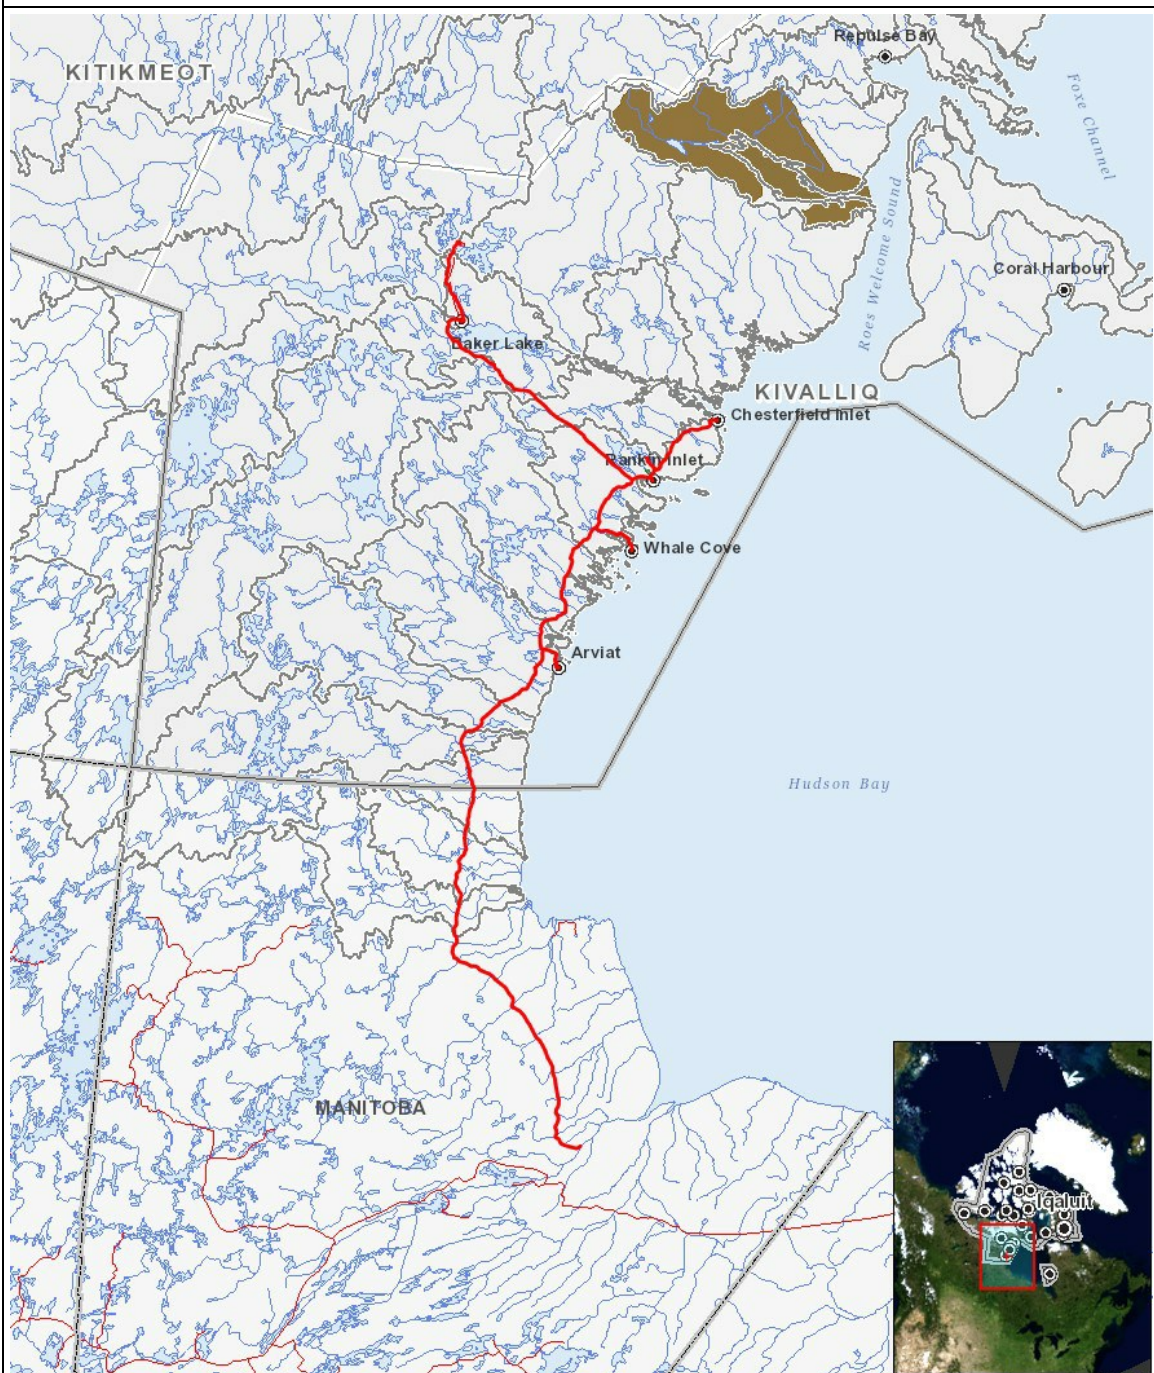 Repulse Bay
KITIKMEOT
Foxe Channel
Roes Welcome Sound
Coral Harbour
Baker Lake
KIVALLIQ
Chesterfield Inlet
Rankin Inlet
Whale Cove
Arviat
Hudson Bay
MANITOBA
Iqaluit